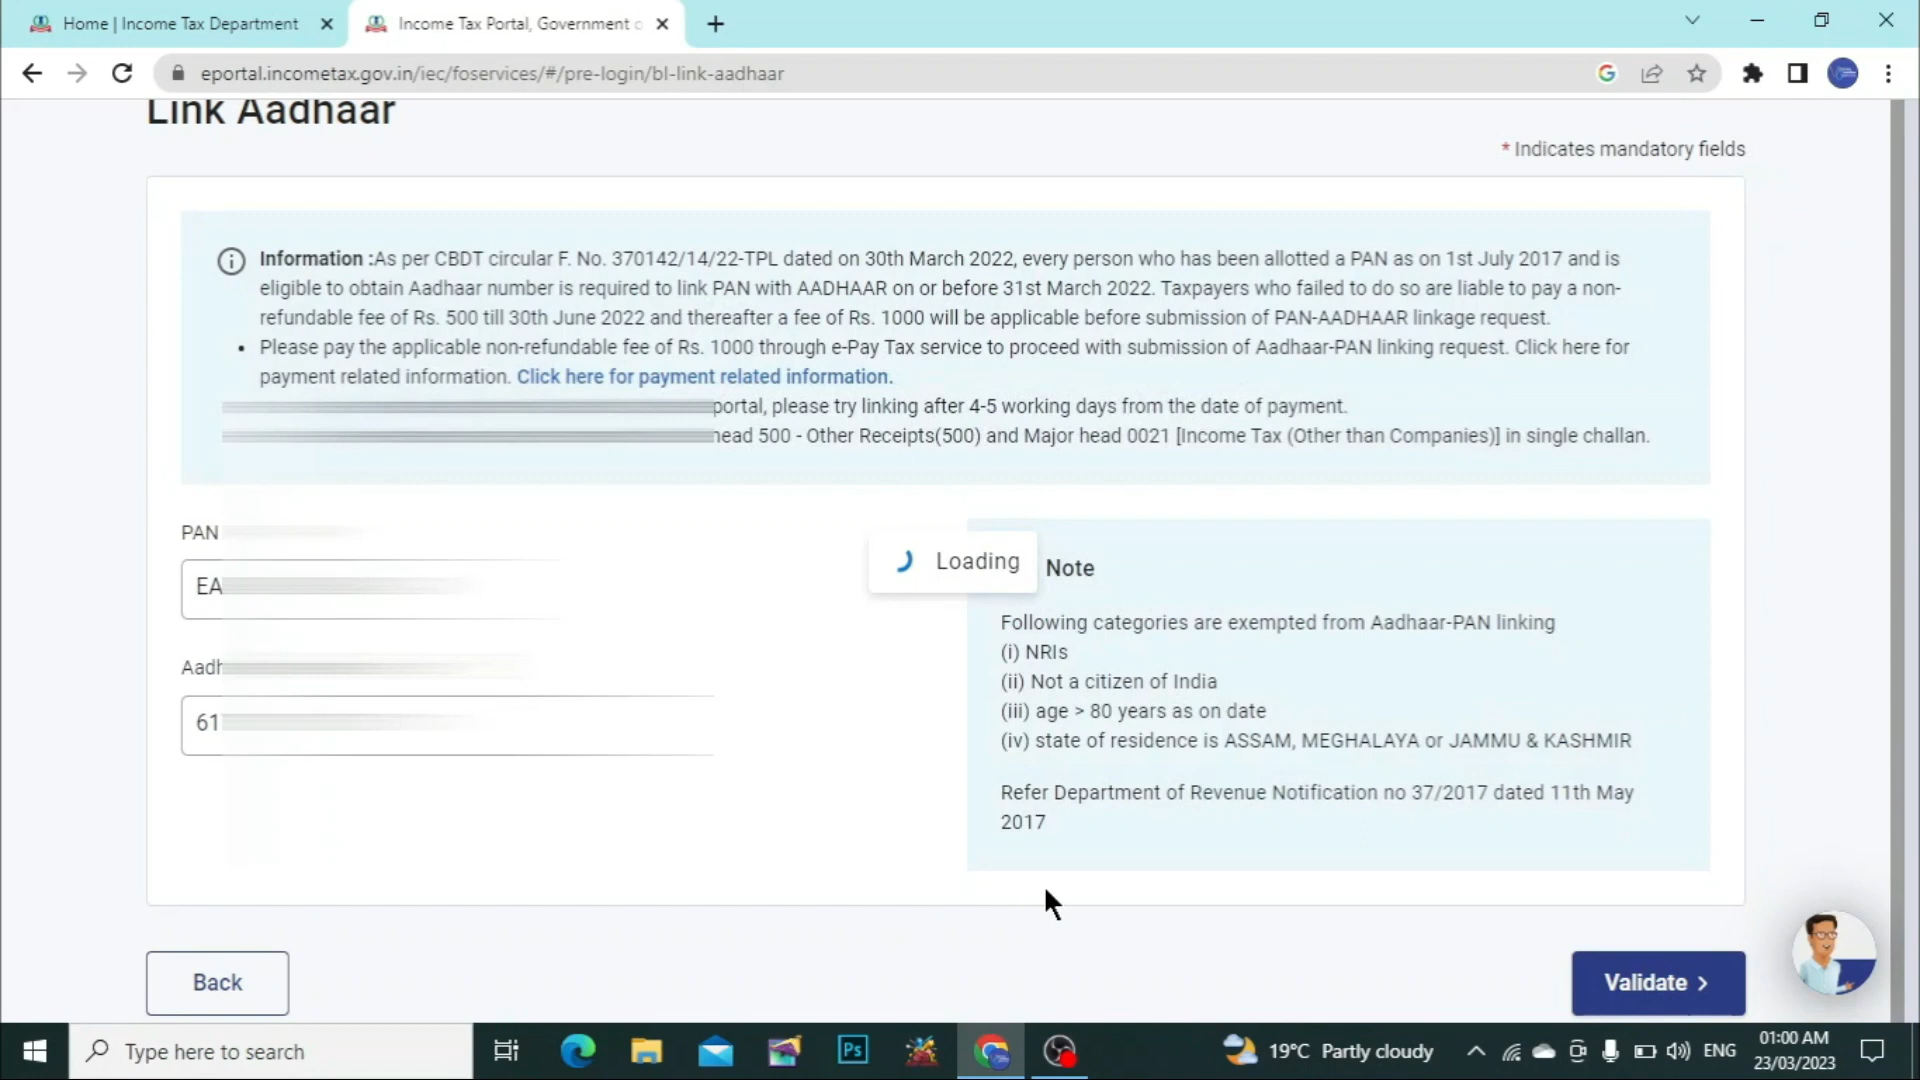 Home | Income Tax Department
Income Tax Portal, Government o
eportal.incometax.gov.in/iec/foservices/#/pre-login/bl-link-aadhaar
Link Aadhaar
* Indicates mandatory fields
Information :As per CBDT circular F. No. 370142/14/22-TPL dated on 30th March 2022, every person who has been allotted a PAN as on 1st July 2017 and is
eligible to obtain Aadhaar number is required to link PAN with AADHAAR on or before 31st March 2022. Taxpayers who failed to do so are liable to pay a non-
refundable fee of Rs. 500 till 30th June 2022 and thereafter a fee of Rs. 1000 will be applicable before submission of PAN-AADHAAR linkage request.
• Please pay the applicable non-refundable fee of Rs. 1000 through e-Pay Tax service to proceed with submission of Aadhaar-PAN linking request. Click here for
payment related information. Click here for payment related information.
portal, please try linking after 4-5 working days from the date of payment.
head 500 - Other Receipts(500) and Major head 0021 [Income Tax (Other than Companies)] in single challan.
PAN
EA
Aadh
61
Loading
Note
Following categories are exempted from Aadhaar-PAN linking
(i) NRIs
(ii) Not a citizen of India
(iii) age > 80 years as on date
(iv) state of residence is ASSAM, MEGHALAYA or JAMMU & KASHMIR
Refer Department of Revenue Notification no 37/2017 dated 11th May
2017
Back
Validate >
Type here to search
Ps
19°C Partly cloudy
ENG
01:00 AM
23/03/2023